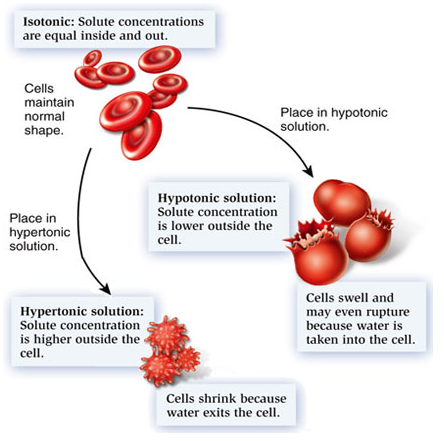 Isotonic: Solute concentrations
are equal inside and out.
Cells
maintain
normal
shape.
Place in hypotonic
solution.
Hypotonic solution:
Solute concentration
is lower outside the
cell.
Place in
hypertonic
solution.
Cells swell and
may even rupture
because water is
taken into the cell.
Hypertonic solution:
Solute concentration
is higher outside the
cell.
Cells shrink because
water exits the cell.